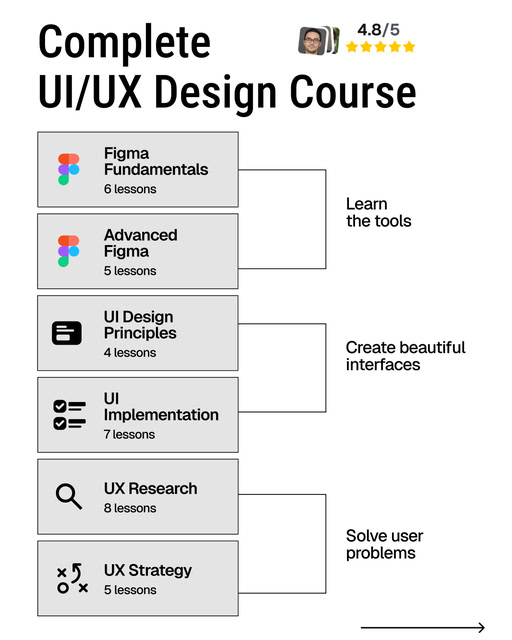 Complete
UI/UX Design Course
4.8/5
Figma
Fundamentals
6 lessons
Advanced
Figma
5 lessons
Learn
the tools
UI Design
Principles
4 lessons
UI
Implementation
7 lessons
Create beautiful
interfaces
UX Research
8 lessons
UX Strategy
5 lessons
Solve user
problems